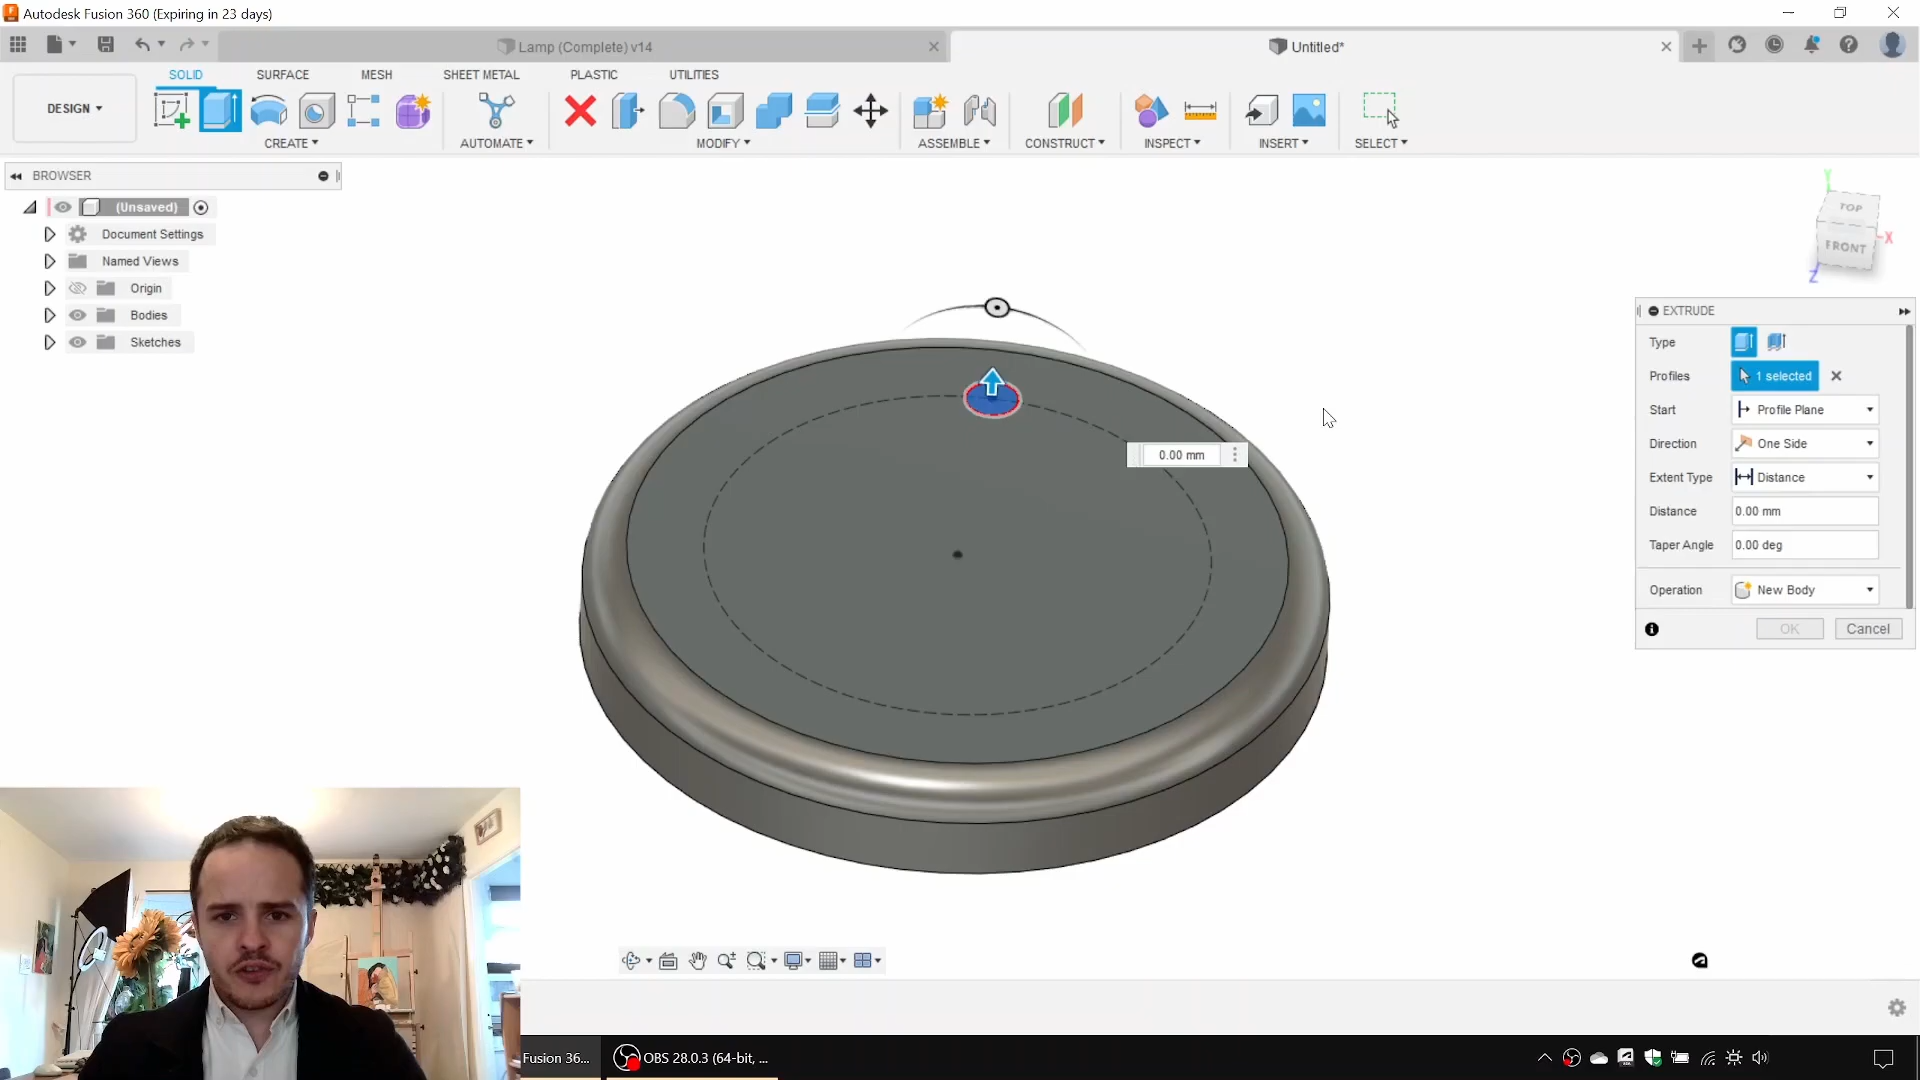 Autodesk Fusion 360 (Expiring in 23 days)
Lamp (Complete) v14
Untitled*
SOLID
SURFACE
MESH
SHEET METAL
PLASTIC
UTILITIES
DESIGN
CREATE
AUTOMATE
MODIFY
ASSEMBLE
CONSTRUCT
INSPECT
INSERT
SELECT
BROWSER
(Unsaved)
Document Settings
Named Views
Origin
Bodies
Sketches
Y
TOP
FRONT
X
Z
EXTRUDE
Type
Profiles
1 selected
Start
Profile Plane
Direction
One Side
Extent Type
Distance
Distance
0.00 mm
Taper Angle
0.00 deg
Operation
New Body
OK
Cancel
0.00 mm
Fusion 36...
OBS 28.0.3 (64-bit, ...